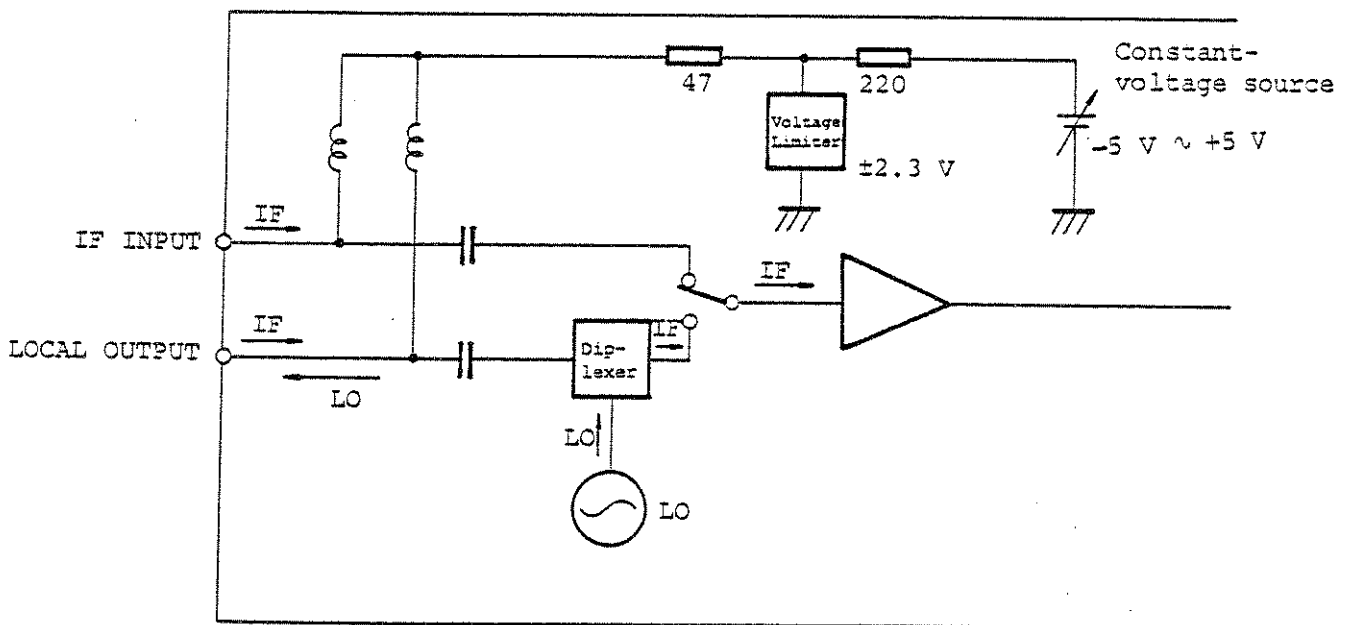 Constant-
voltage source
47
220
Voltage
Limiter
-5 V ~ +5 V
±2.3 V
IF
IF INPUT
IF
IF
LOCAL OUTPUT
IF
Dip-
lexer
LO
LO
LO